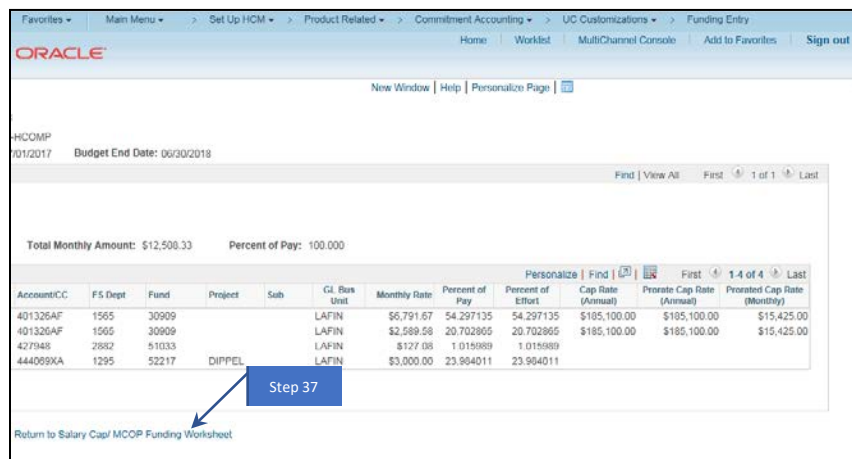 Favorites Main Menu > Set Up HCM > Product Related > Commitment Accounting > UC Customizations > Funding Entry
Home Worklist MultiChannel Console Add to Favorites Sign out
ORACLE
New Window | Help | Personalize Page |
-HCOMP
/01/2017 Budget End Date: 06/30/2018
Find | View All First 1 of 1 Last
Total Monthly Amount: $12,508.33 Percent of Pay: 100.000
Personalize | Find | First 1-4 of 4 Last
Account/CC FS Dept Fund Project Sub GL Bus Unit Monthly Rate Percent of Pay Percent of Effort Cap Rate (Annual) Prorate Cap Rate (Annual) Prorated Cap Rate (Monthly)
401326AF 1565 30909 LAFIN $6,791.67 54.297135 54.297135 $185,100.00 $185,100.00 $15,425.00
401326AF 1565 30909 LAFIN $2,589.58 20.702865 20.702865 $185,100.00 $185,100.00 $15,425.00
427948 2882 51033 LAFIN $127.08 1.015989 1.015989
444069XA 1295 52217 DIPPEL LAFIN $3,000.00 23.984011 23.984011
Step 37
Return to Salary Cap/ MCOP Funding Worksheet